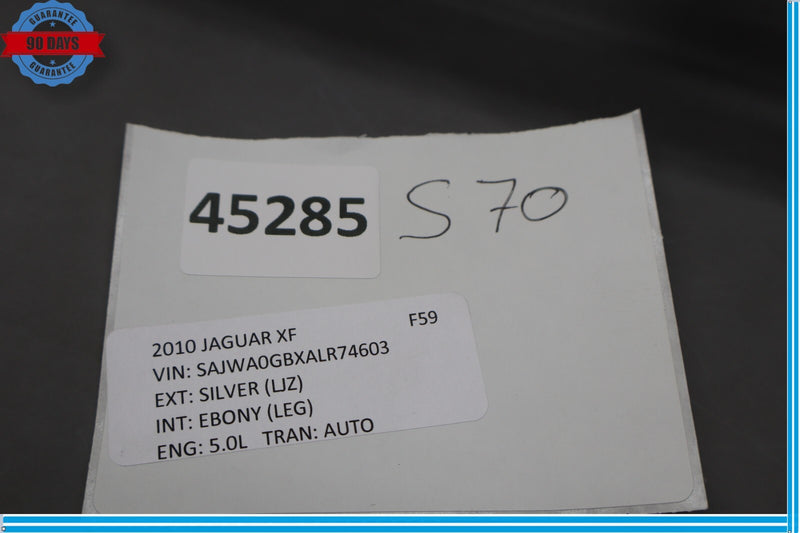 GUARANTEE
90 DAYS
GUARANTEE
45285 S 70
2010 JAGUAR XF F59
VIN: SAJWA0GBXALR74603
EXT: SILVER (LJZ)
INT: EBONY (LEG)
ENG: 5.0L TRAN: AUTO